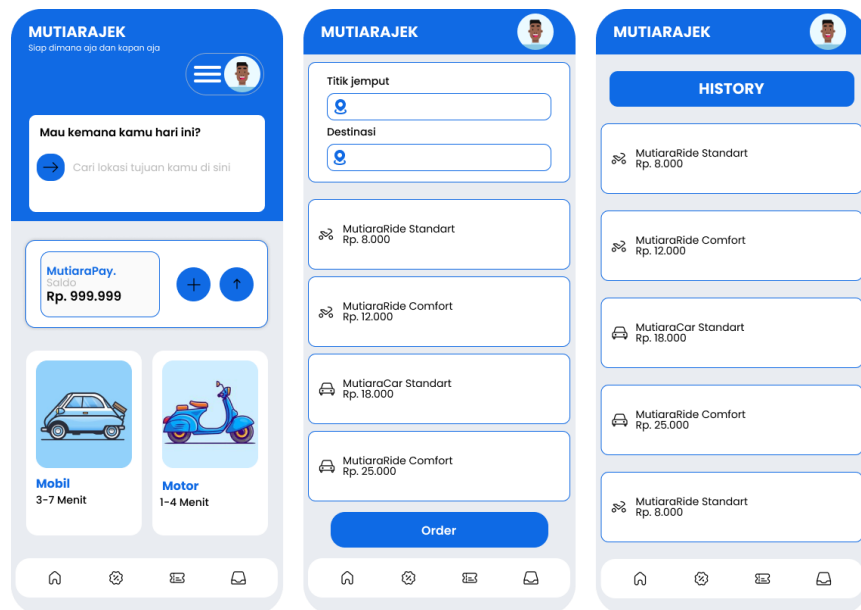 MUTIARAJEK
Siap dimana aja dan kapan aja
Mau kemana kamu hari ini?
Cari lokasi tujuan kamu di sini
MutiaraPay.
Saldo
Rp. 999.999
Mobil
3-7 Menit
Motor
1-4 Menit
MUTIARAJEK
Titik jemput
Destinasi
MutiaraRide Standart
Rp. 8.000
MutiaraRide Comfort
Rp. 12.000
MutiaraCar Standart
Rp. 18.000
MutiaraRide Comfort
Rp. 25.000
Order
MUTIARAJEK
HISTORY
MutiaraRide Standart
Rp. 8.000
MutiaraRide Comfort
Rp. 12.000
MutiaraCar Standart
Rp. 18.000
MutiaraRide Comfort
Rp. 25.000
MutiaraRide Standart
Rp. 8.000